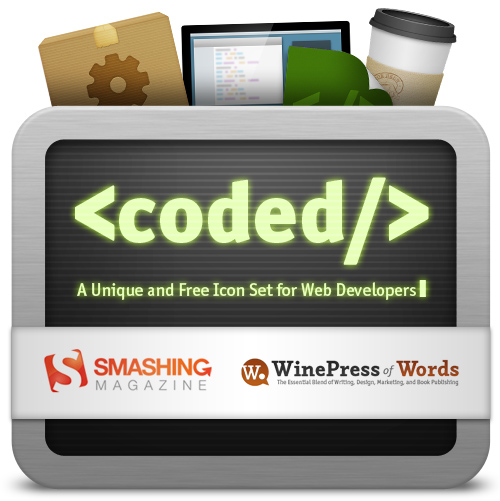 <coded/>
A Unique and Free Icon Set for Web Developers
SMASHING
MAGAZINE
W.
WinePress of Words
The Essential Blend of Writing, Design, Marketing, and Book Publishing